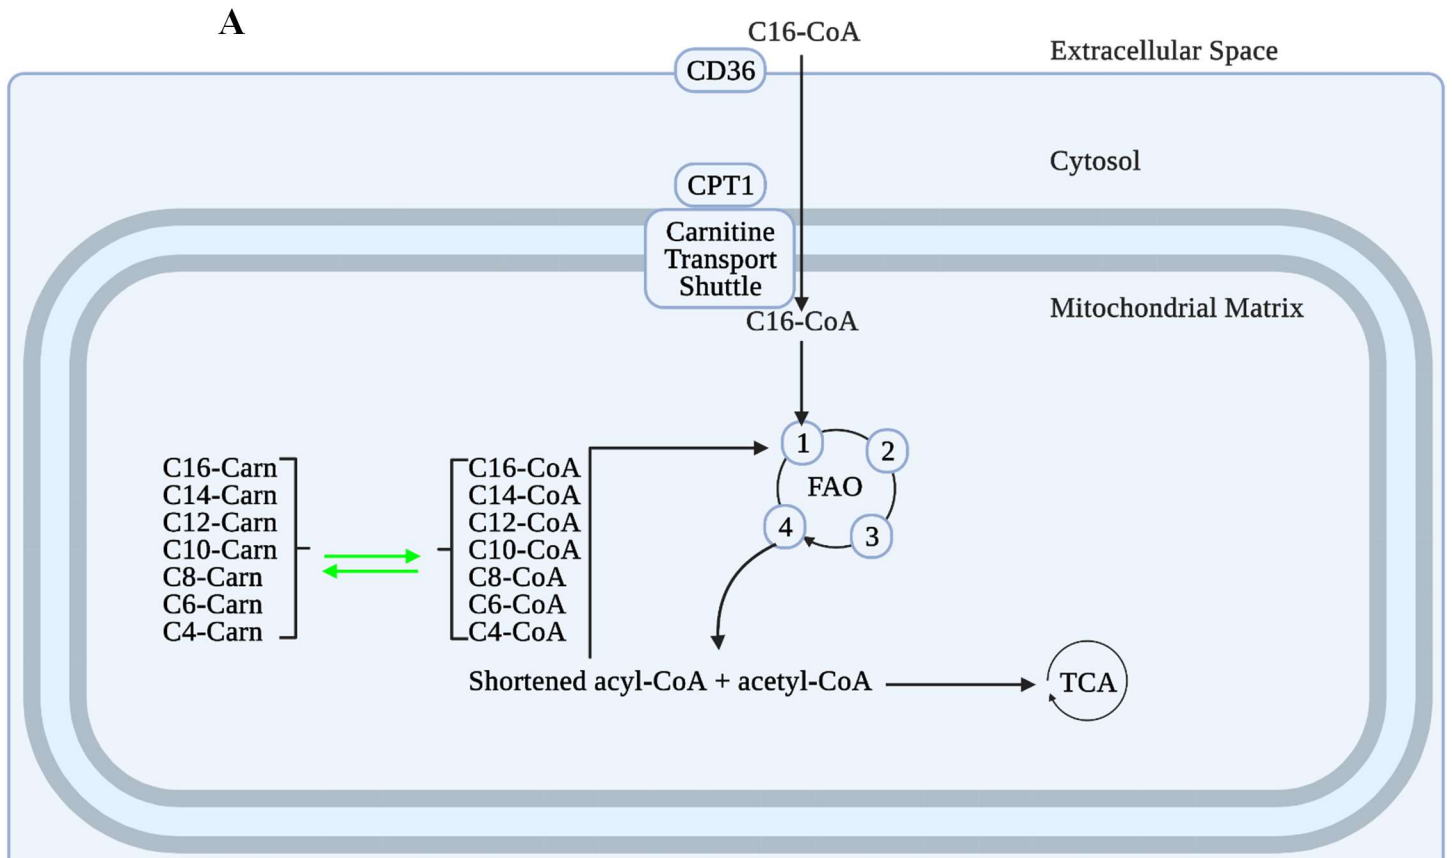 A
C16-CoA
Extracellular Space
CD36
Cytosol
CPT1
Carnitine
Transport
Shuttle
Mitochondrial Matrix
C16-CoA
1
2
FAO
4
3
C16-Carn
C14-Carn
C12-Carn
C10-Carn
C8-Carn
C6-Carn
C4-Carn
C16-CoA
C14-CoA
C12-CoA
C10-CoA
C8-CoA
C6-CoA
C4-CoA
Shortened acyl-CoA + acetyl-CoA
TCA